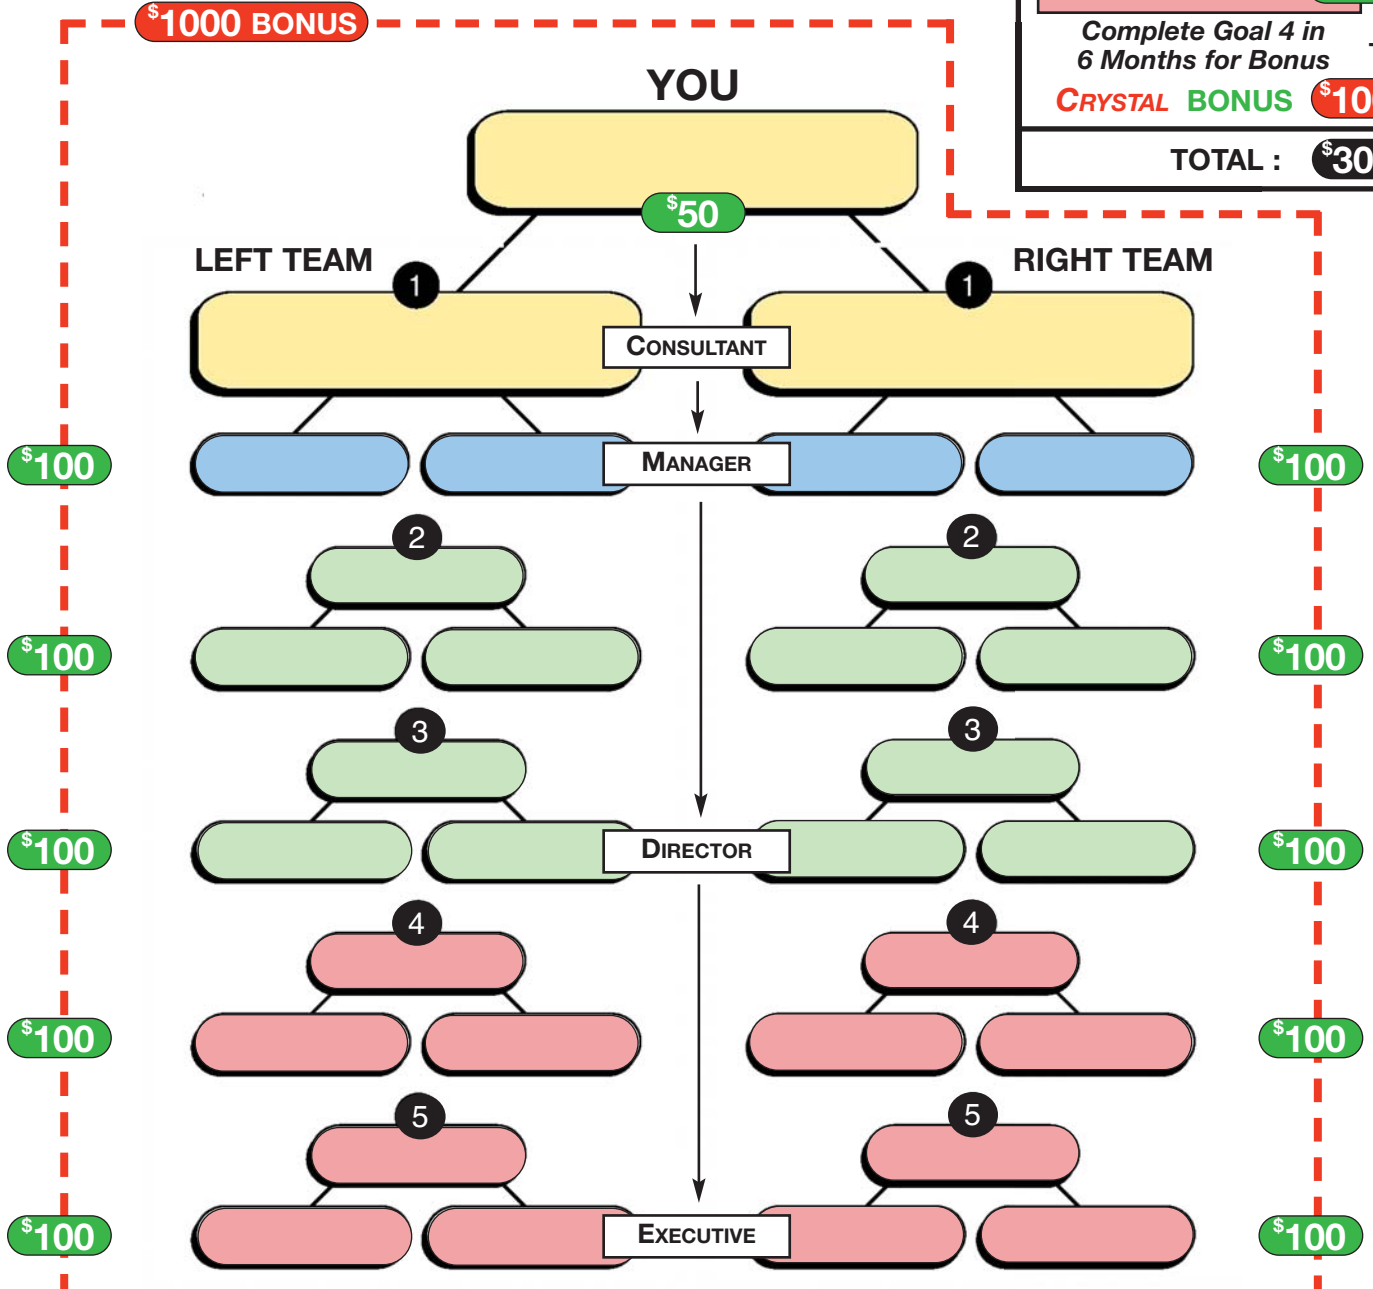 $1000 BONUS
Complete Goal 4 in
6 Months for Bonus
CRYSTAL BONUS
TOTAL :
YOU
$50
LEFT TEAM
RIGHT TEAM
1
1
CONSULTANT
$100
MANAGER
$100
2
2
$100
$100
3
3
$100
DIRECTOR
$100
4
4
$100
$100
5
5
$100
EXECUTIVE
$100